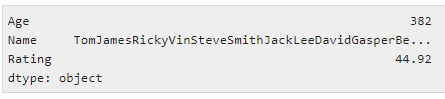 Age 382
Name TomJamesRickyVinSteveSmithJackLeeDavidGasperBe...
Rating 44.92
dtype: object